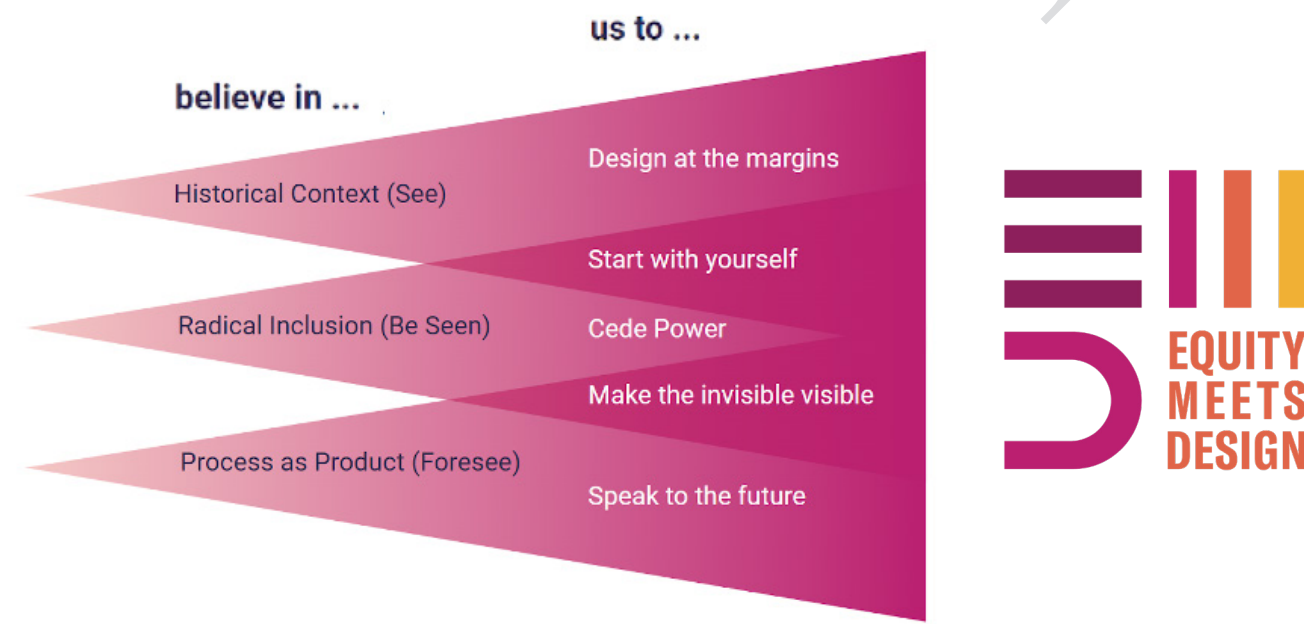 us to ...
believe in ...
Design at the margins
Historical Context (See)
Start with yourself
Radical Inclusion (Be Seen)
Cede Power
Make the invisible visible
Process as Product (Foresee)
Speak to the future
EQUITY
MEETS
DESIGN